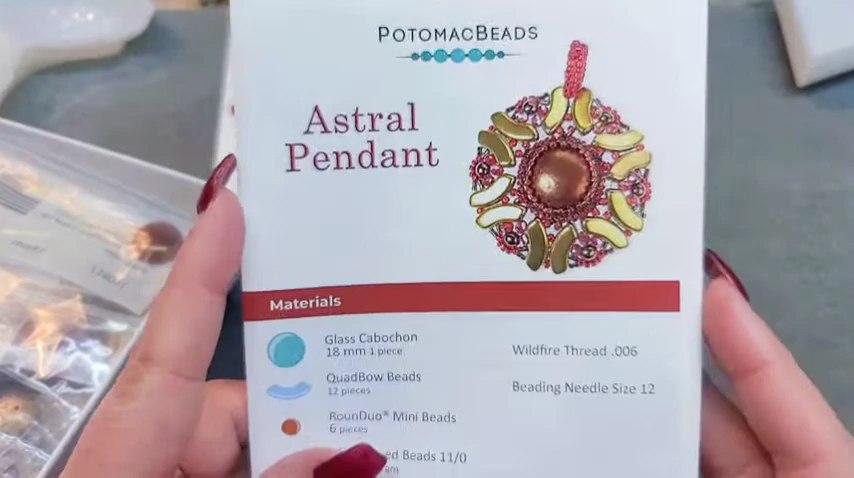 POTOMACBEADS
Astral
Pendant
Materials
Glass Cabochon
18 mm 1 piece
QuadBow Beads
12 pieces
RounDuo® Mini Beads
6 pieces
Beads 11/0
Wildfire Thread .006
Beading Needle Size 12